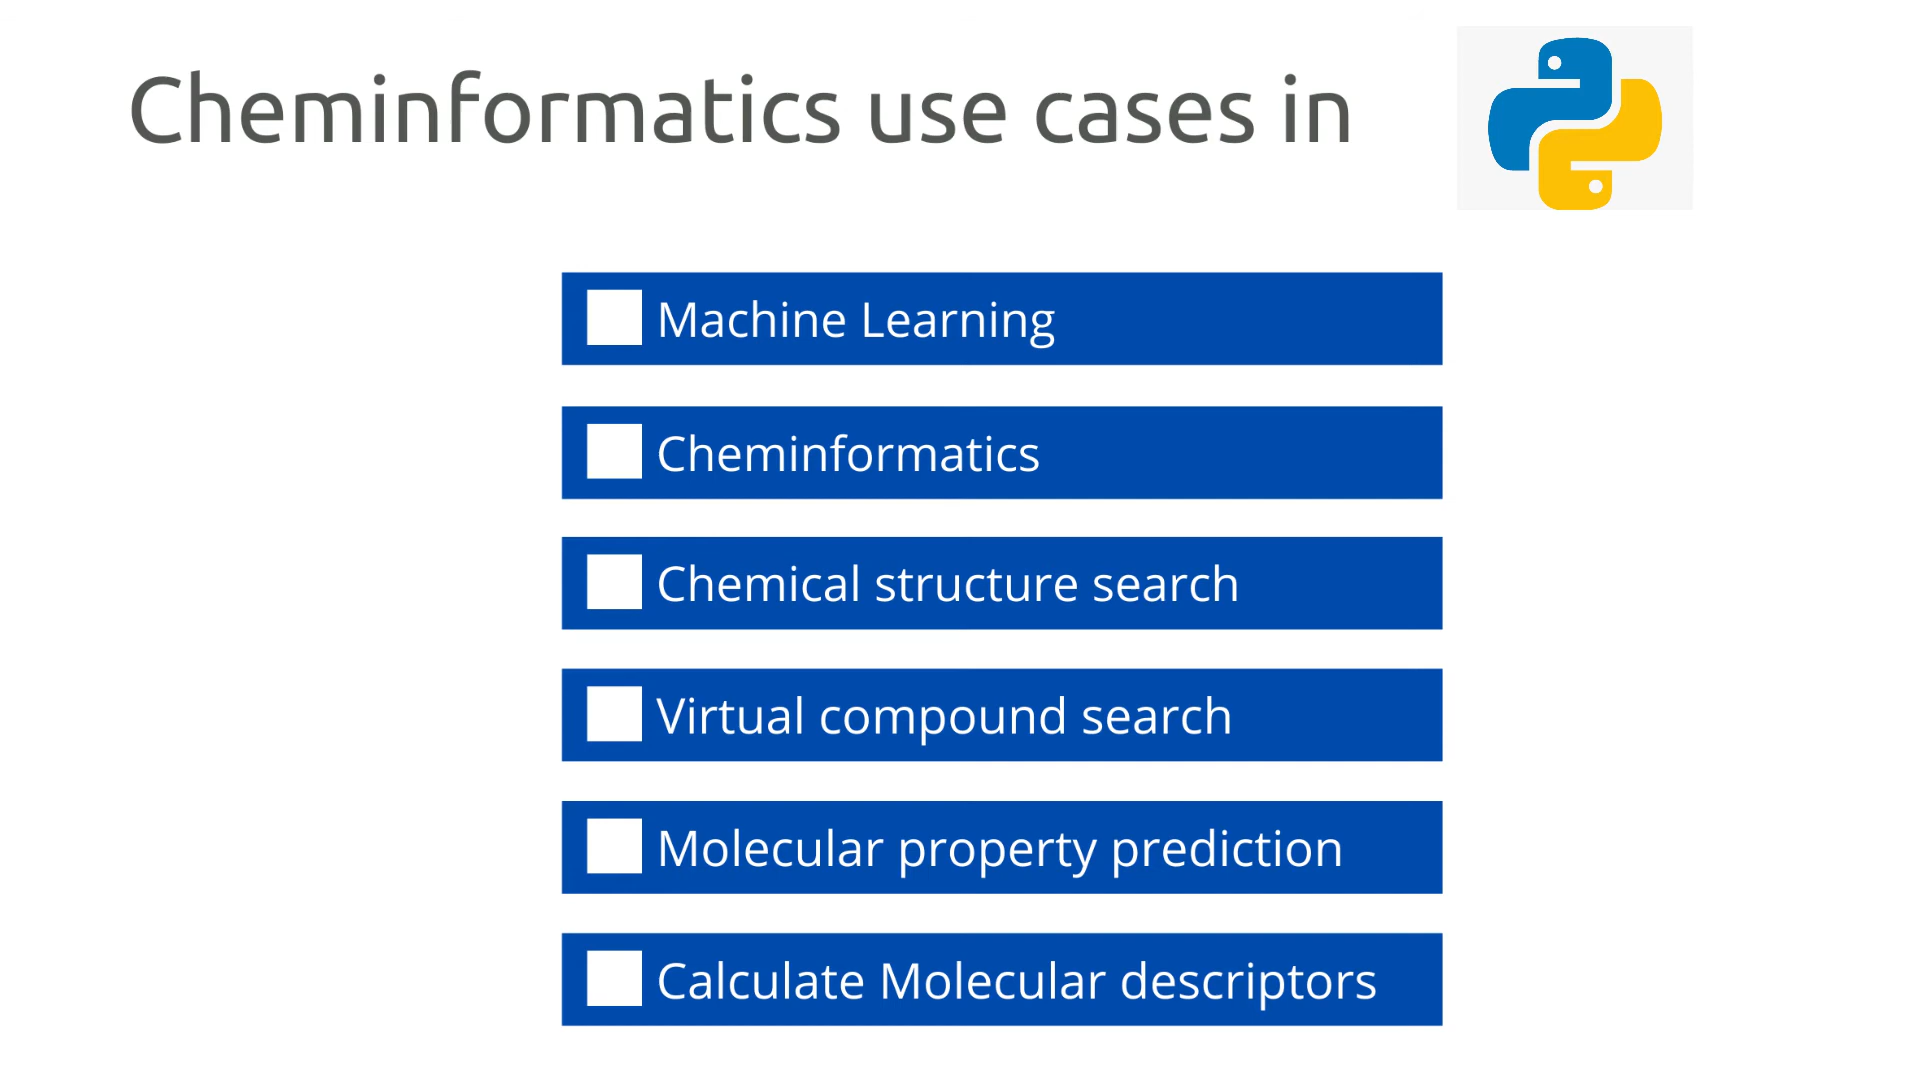 Cheminformatics use cases in
Machine Learning
Cheminformatics
Chemical structure search
Virtual compound search
Molecular property prediction
Calculate Molecular descriptors